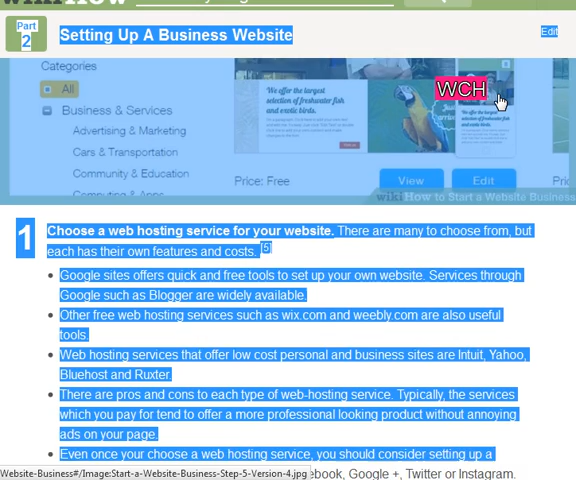 Part
2
Setting Up A Business Website
Edit
Categories
All
Business & Services
Advertising & Marketing
Cars & Transportation
Community & Education
We offer the largest
selection of freshwater fish
and exotic birds.
WCH
Price: Free
View
Edit
wikiHow to Start a Website Business
1
Choose a web hosting service for your website. There are many to choose from, but
each has their own features and costs. [5]
Google sites offers quick and free tools to set up your own website. Services through
Google such as Blogger are widely available.
Other free web hosting services such as wix.com and weebly.com are also useful
tools.
Web hosting services that offer low cost personal and business sites are Intuit, Yahoo,
Bluehost and Ruxter.
There are pros and cons to each type of web-hosting service. Typically, the services
which you pay for tend to offer a more professional looking product without annoying
ads on your page.
Even once your choose a web hosting service, you should consider setting up a
Website-Business#/Image:Start-a-Website-Business-Step-5-Version-4.jpg
ebook, Google +, Twitter or Instagram.